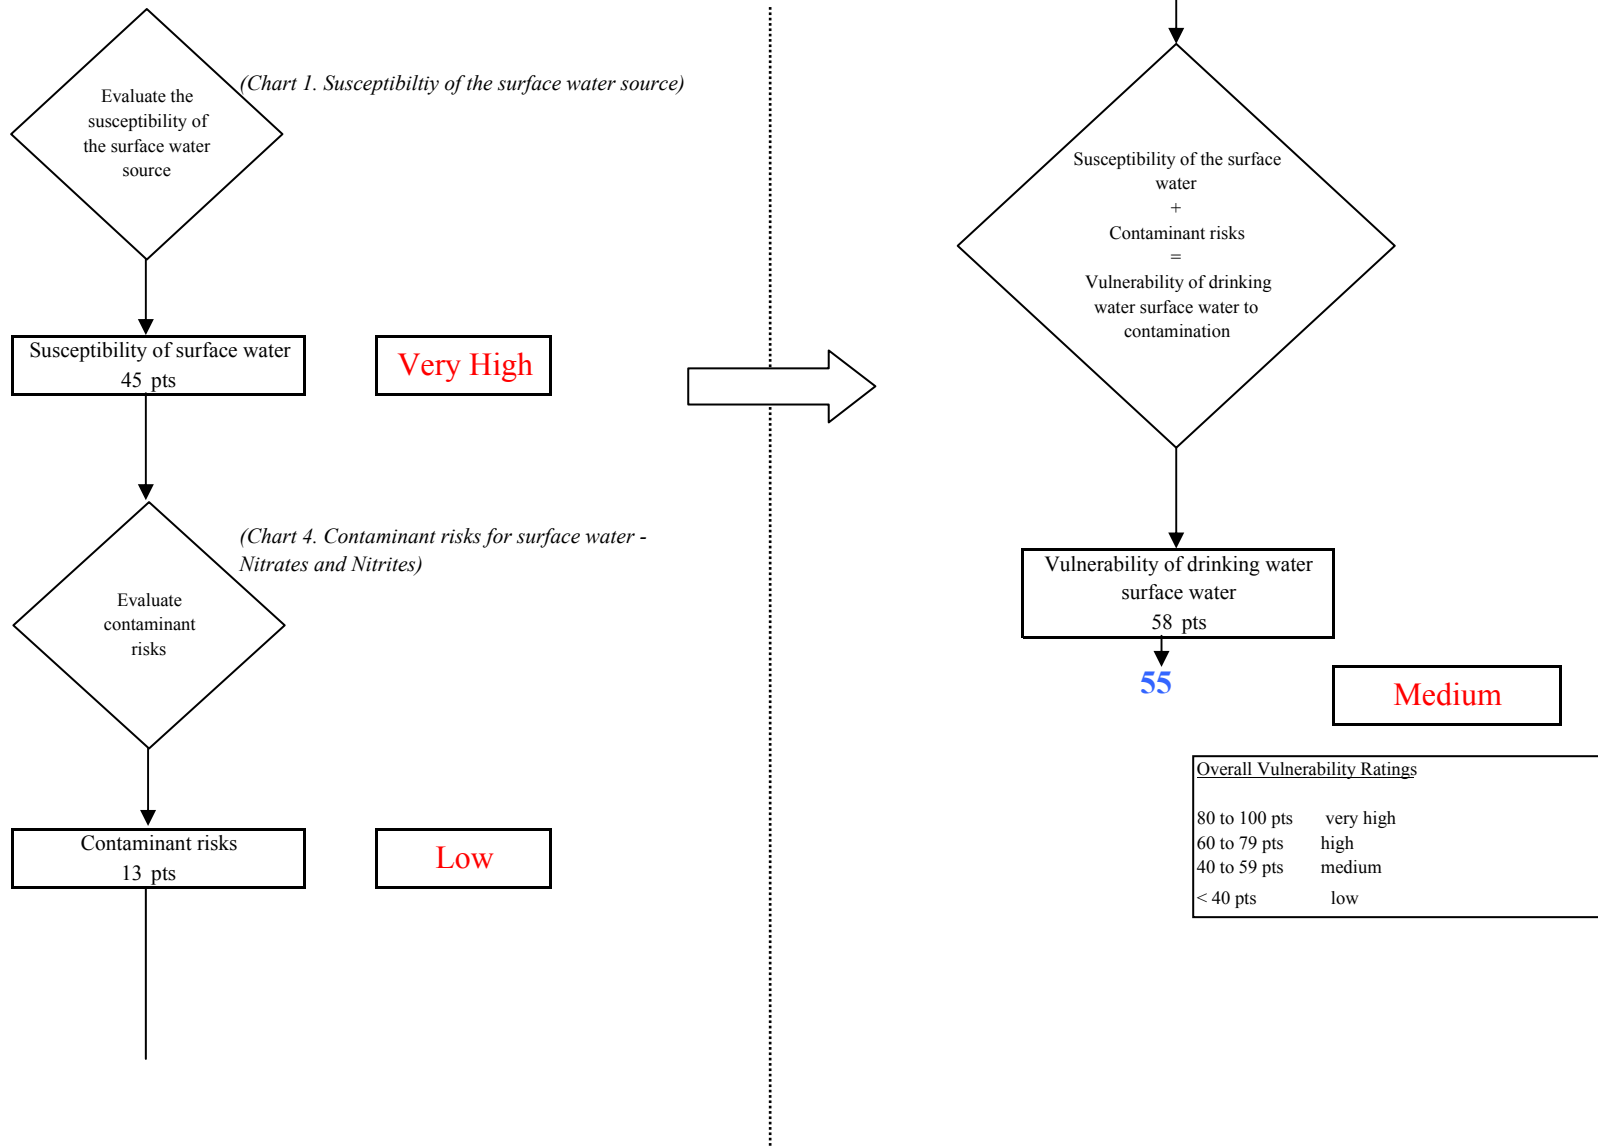 (Chart 1. Susceptibiltiy of the surface water source)
Evaluate the
susceptibility of
the surface water
source
Susceptibility of surface water
45 pts
Very High
(Chart 4. Contaminant risks for surface water -
Nitrates and Nitrites)
Evaluate
contaminant
risks
Contaminant risks
13 pts
Low
Susceptibility of the surface
water
+
Contaminant risks
=
Vulnerability of drinking
water surface water to
contamination
Vulnerability of drinking water
surface water
58 pts
55
Medium
Overall Vulnerability Ratings
80 to 100 pts very high
60 to 79 pts high
40 to 59 pts medium
< 40 pts low